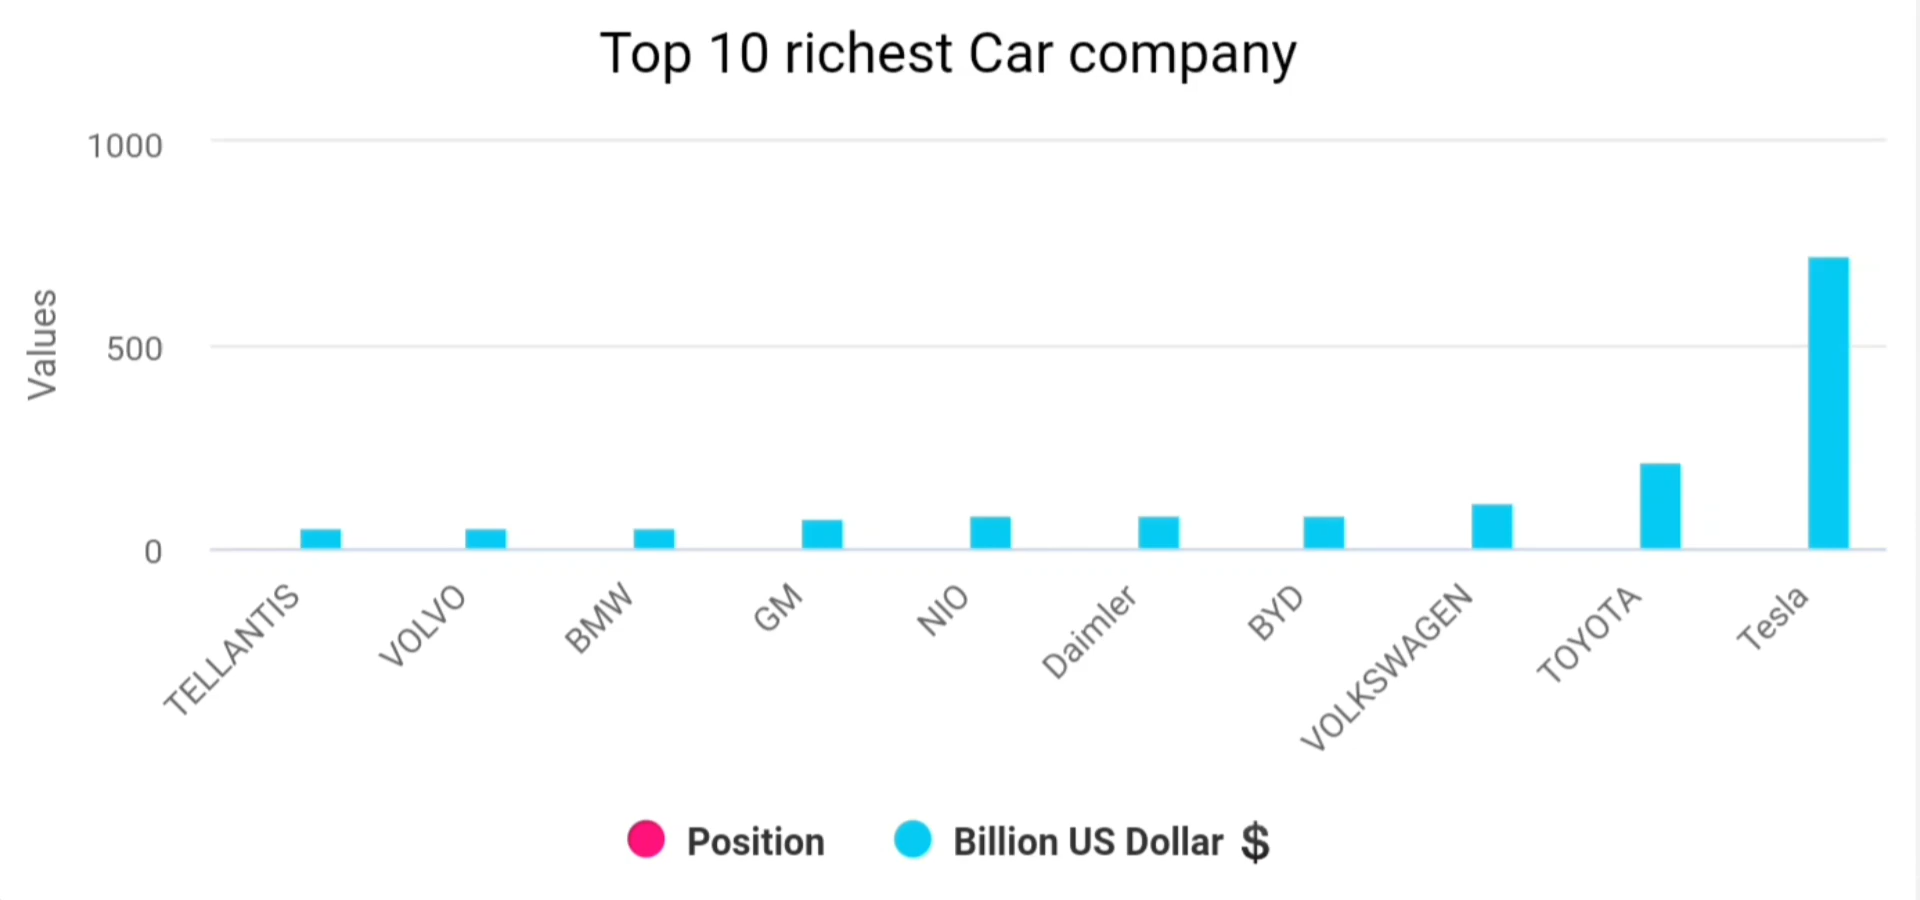 Top 10 richest Car company
1000
500
0
Values
TELLANTIS
VOLVO
BMW
GM
NIO
Daimler
BYD
VOLKSWAGEN
TOYOTA
Tesla
Position
Billion US Dollar $